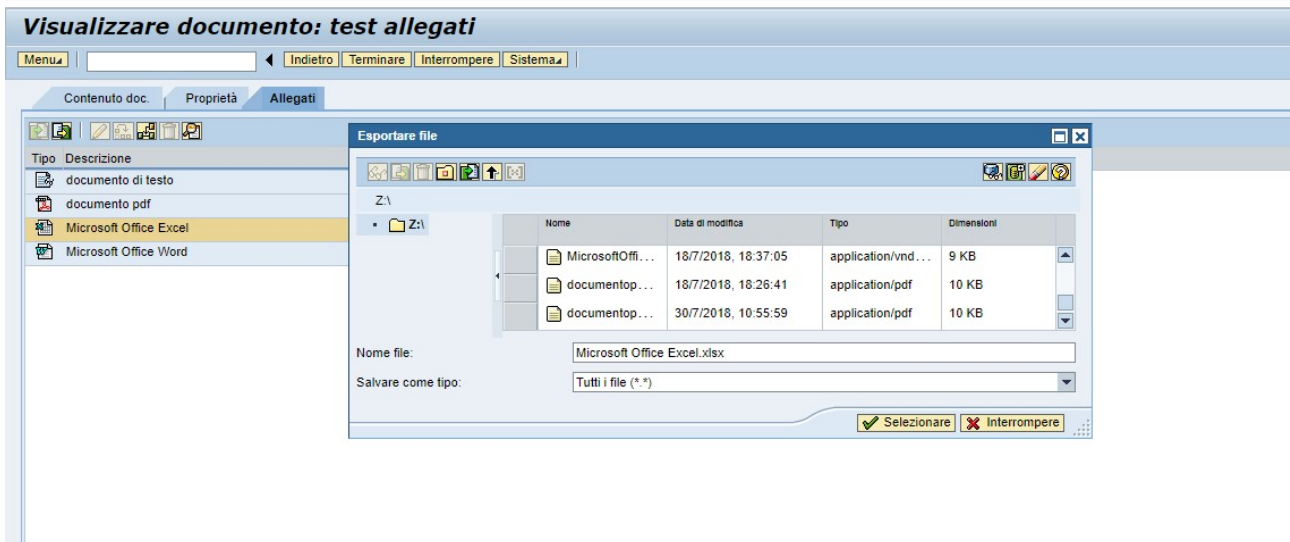 Visualizzare documento: test allegati
Menu Indietro Terminare Interrompere Sistema
Contenuto doc. Proprietà Allegati
Esportare file
Tipo Descrizione
documento di testo
documento pdf
Microsoft Office Excel
Microsoft Office Word
Z:\
Z:\
Nome Data di modifica Tipo Dimensioni
MicrosoftOffi... 18/7/2018, 18:37:05 application/vnd... 9 KB
documentop... 18/7/2018, 18:26:41 application/pdf 10 KB
documentop... 30/7/2018, 10:55:59 application/pdf 10 KB
Nome file: Microsoft Office Excel.xlsx
Salvare come tipo: Tutti i file (*.*)
Selezionare Interrompere